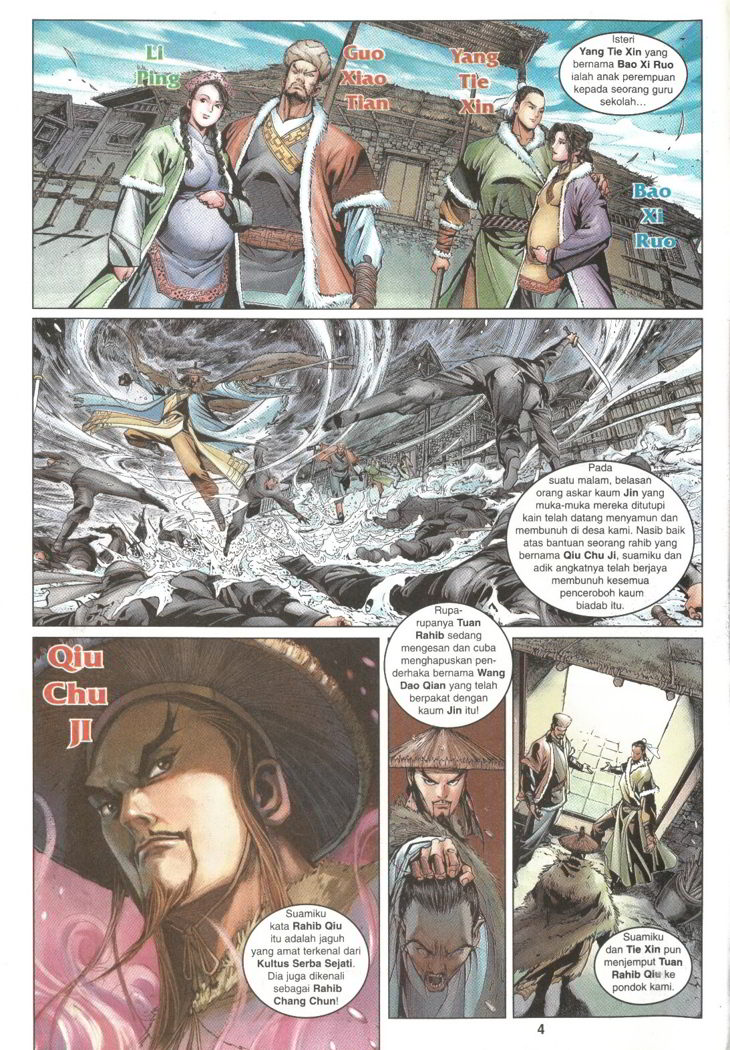 Li
Ping
Guo
Xiao
Tian
Yang
Tie
Xin
Isteri
Yang Tie Xin yang
bernama Bao Xi Ruo
ialah anak perempuan
kepada seorang guru
sekolah...
Bao
Xi
Ruo
Pada
suatu malam, belasan
orang askar kaum Jin yang
muka-muka mereka ditutupi
kain telah datang menyamun dan
membunuh di desa kami. Nasib baik
atas bantuan seorang rahib yang
bernama Qiu Chu Ji, suamiku dan
adik angkatnya telah berjaya
membunuh kesemua
penceroboh kaum
biadab itu.
Qiu
Chu
JI
Suamiku
kata Rahib Qiu
itu adalah jaguh
yang amat terkenal dari
Kultus Serba Sejati.
Dia juga dikenali
sebagai Rahib
Chang Chun!
Rupa-
rupanya Tuan
Rahib sedang
mengesan dan cuba
menghapuskan pen-
derhaka bernama Wang
Dao Qian yang telah
berpakat dengan
kaum Jin itu!
Suamiku
dan Tie Xin pun
menjemput Tuan
Rahib Qiu ke
pondok kami.
4